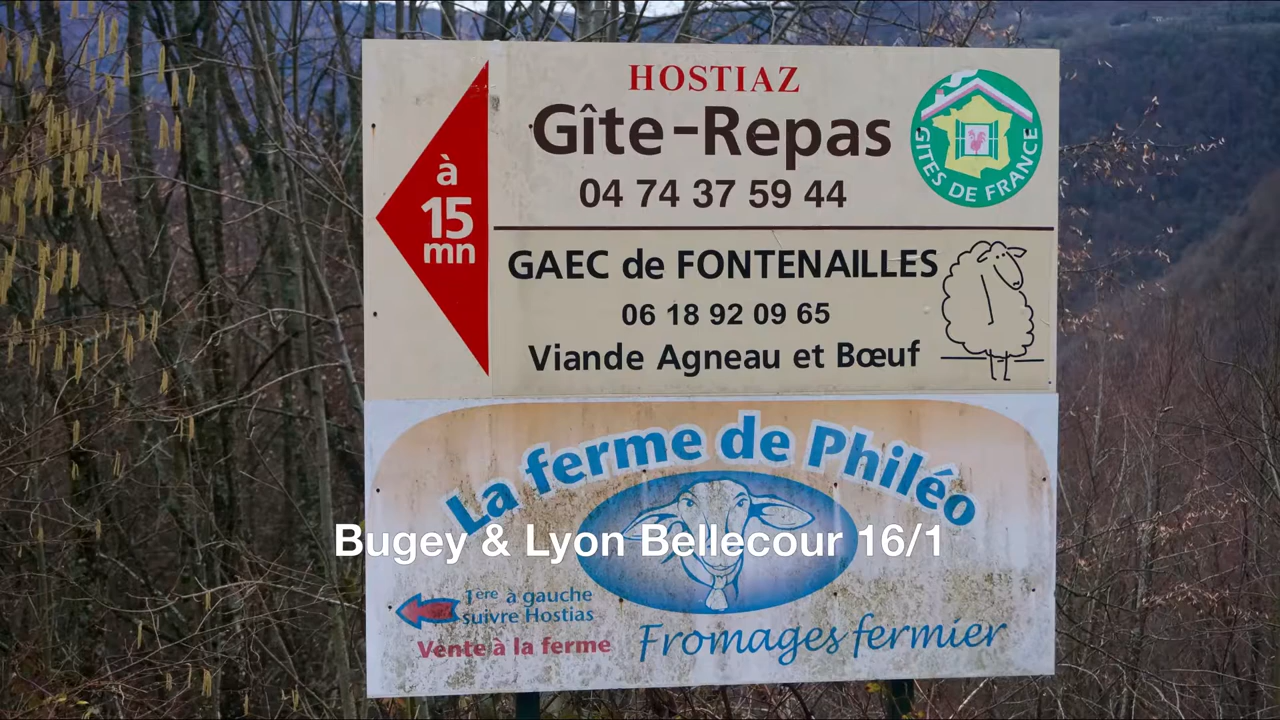 HOSTIAZ
Gîte-Repas
04 74 37 59 44
GITES DE FRANCE
à
15
mn
GAEC de FONTENAILLES
06 18 92 09 65
Viande Agneau et Bœuf
La ferme de Philéo
Bugey & Lyon Bellecour 16/1
1ère à gauche
suivre Hostias
Vente à la ferme
Fromages fermier